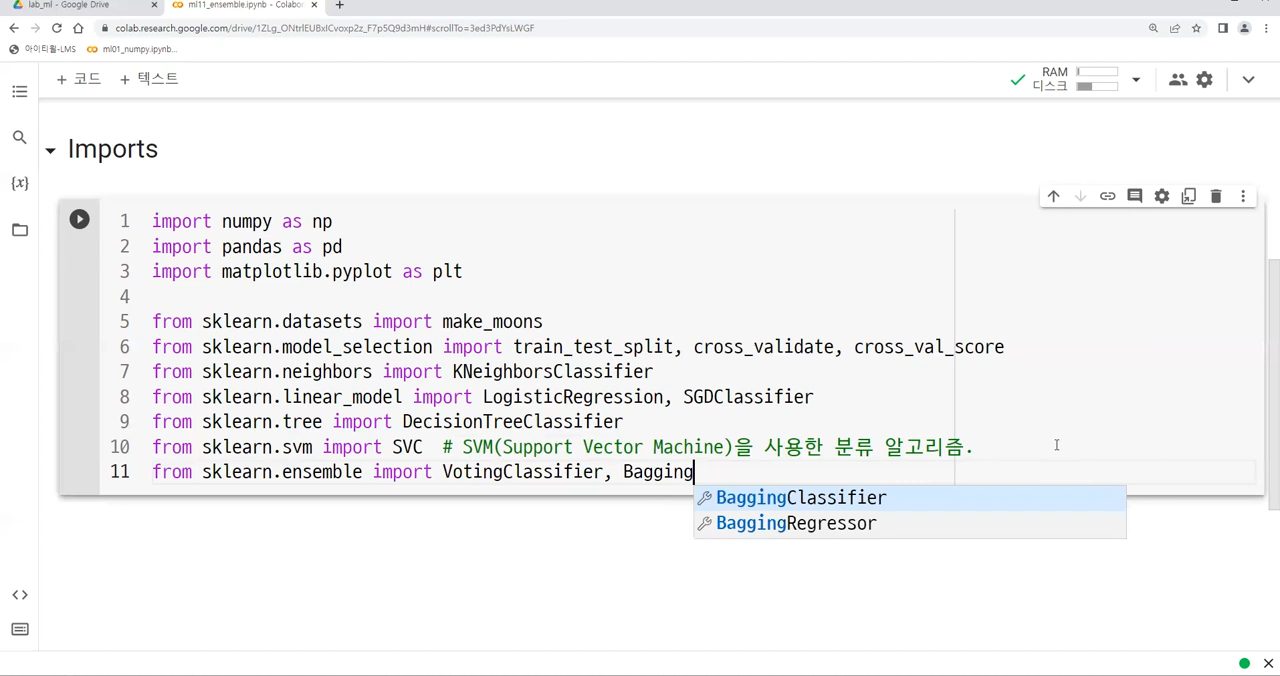 lab_ml - Google Drive
ml11_ensemble.ipynb - Colabor
colab.research.google.com/drive/1ZLg_ONtrlEUBxICvoxp2z_F7p5Q9d3mH#scrollTo=3ed3PdYsLWGF
아이티윌-LMS
ml01_numpy.ipynb...
+ 코드 + 텍스트
RAM
디스크
Imports
1 import numpy as np
2 import pandas as pd
3 import matplotlib.pyplot as plt
4
5 from sklearn.datasets import make_moons
6 from sklearn.model_selection import train_test_split, cross_validate, cross_val_score
7 from sklearn.neighbors import KNeighborsClassifier
8 from sklearn.linear_model import LogisticRegression, SGDClassifier
9 from sklearn.tree import DecisionTreeClassifier
10 from sklearn.svm import SVC # SVM(Support Vector Machine)을 사용한 분류 알고리즘.
11 from sklearn.ensemble import VotingClassifier, Bagging
BaggingClassifier
BaggingRegressor